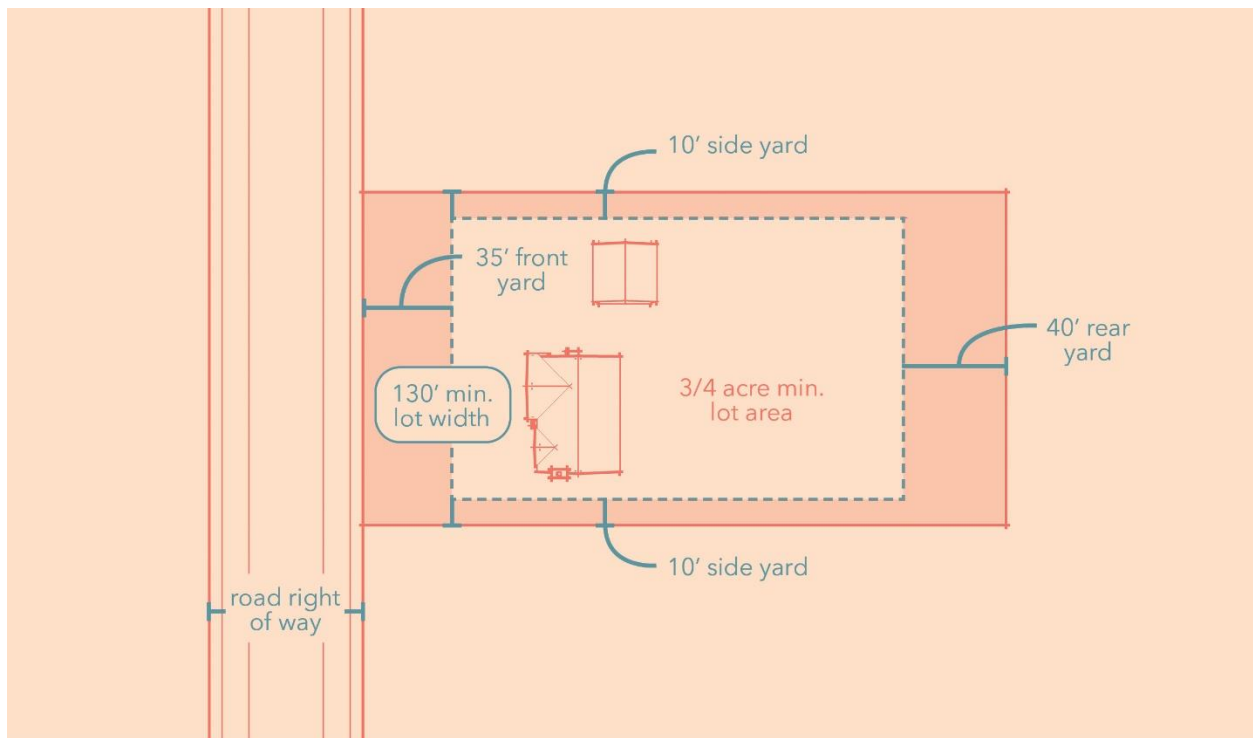 10’ side yard
35’ front
yard
40’ rear
yard
130’ min.
lot width
3/4 acre min.
lot area
10’ side yard
road right
of way